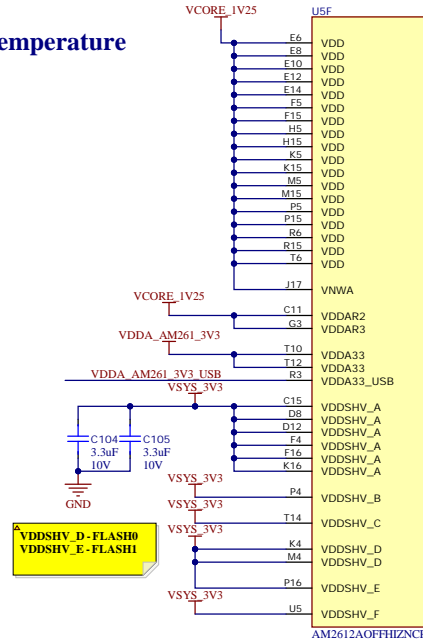 VCORE_1V25
U5F
emperature
E6 VDD
E8 VDD
E10 VDD
E12 VDD
E14 VDD
F5 VDD
F15 VDD
H5 VDD
H15 VDD
K5 VDD
K15 VDD
M5 VDD
M15 VDD
P5 VDD
P15 VDD
R6 VDD
R15 VDD
T6 VDD
J17 VNWA
VCORE_1V25
C11 VDDAR2
G3 VDDAR3
VDDA_AM261_3V3
T10 VDDA33
T12 VDDA33
VDDA_AM261_3V3_USB R3 VDDA33_USB
VSYS_3V3
C15 VDDSHV_A
D8 VDDSHV_A
D12 VDDSHV_A
F4 VDDSHV_A
F16 VDDSHV_A
K16 VDDSHV_A
C104 C105
3.3uF 3.3uF
10V 10V
GND
VSYS_3V3
P4 VDDSHV_B
VSYS_3V3
T14 VDDSHV_C
VSYS_3V3
K4 VDDSHV_D
M4 VDDSHV_D
P16 VDDSHV_E
VSYS_3V3
U5 VDDSHV_F
VDDSHV_D - FLASH0
VDDSHV_E - FLASH1